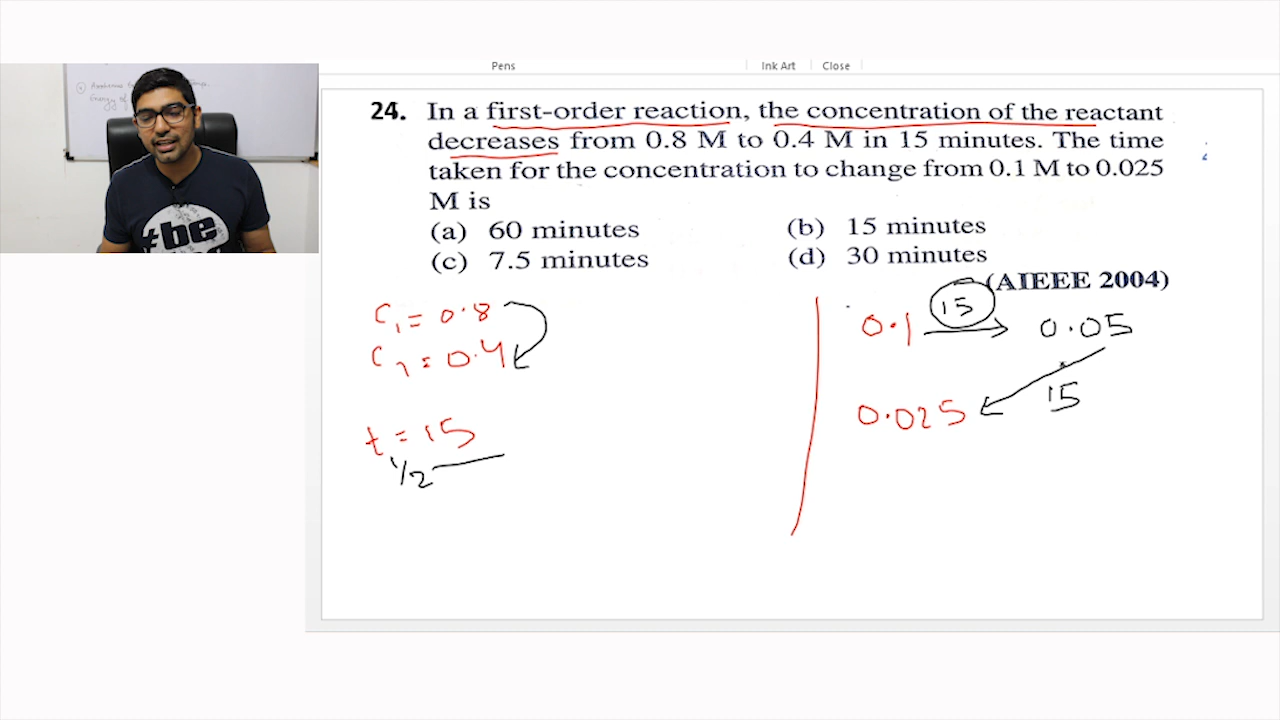 Pens Ink Art Close
24. In a first-order reaction, the concentration of the reactant
decreases from 0.8 M to 0.4 M in 15 minutes. The time
taken for the concentration to change from 0.1 M to 0.025
M is
(a) 60 minutes (b) 15 minutes
(c) 7.5 minutes (d) 30 minutes
(AIEEE 2004)
C₁ = 0.8
C₂ = 0.4
t1/2 = 15
0.1 15 0.05
15
0.025
#be
Energy of